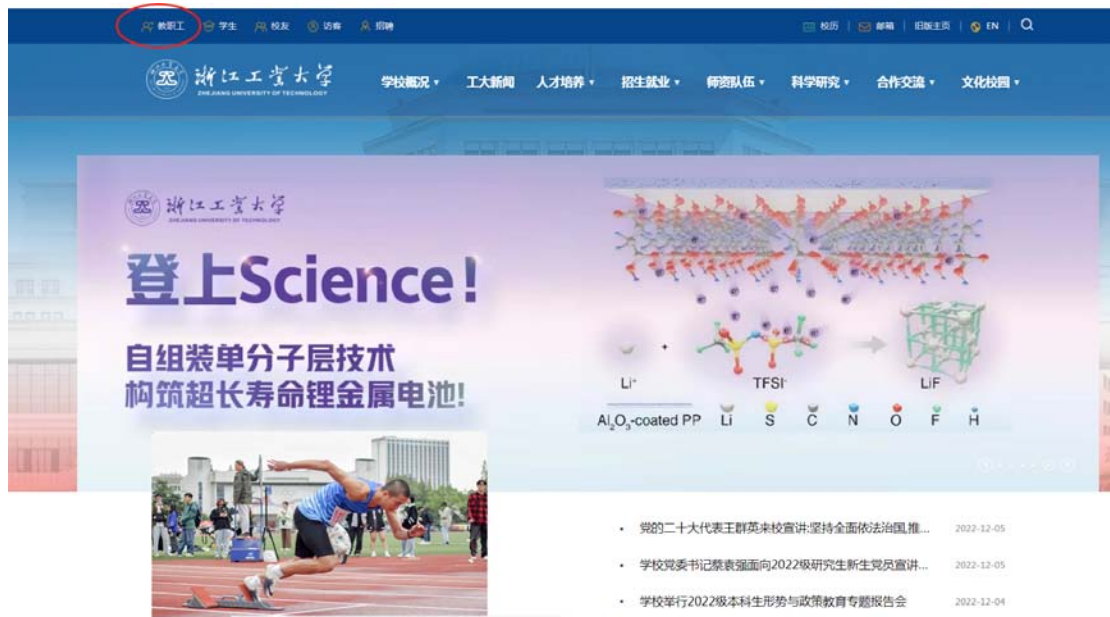 教职工 学生 校友 访客 招聘 校历 邮箱 旧版主页 EN
浙江工业大学
ZHEJIANG UNIVERSITY OF TECHNOLOGY
学校概况 工大新闻 人才培养 招生就业 师资队伍 科学研究 合作交流 文化校园
浙江工业大学
ZHEJIANG UNIVERSITY OF TECHNOLOGY
登上Science!
自组装单分子层技术
构筑超长寿命锂金属电池!
+
Li⁺ TFSI⁻ LiF
Al₂O₃-coated PP Li S C N O F H
• 党的二十大代表王群英来校宣讲:坚持全面依法治国,推... 2022-12-05
• 学校党委书记蔡袁强面向2022级研究生新生党员宣讲... 2022-12-05
• 学校举行2022级本科生形势与政策教育专题报告会 2022-12-04